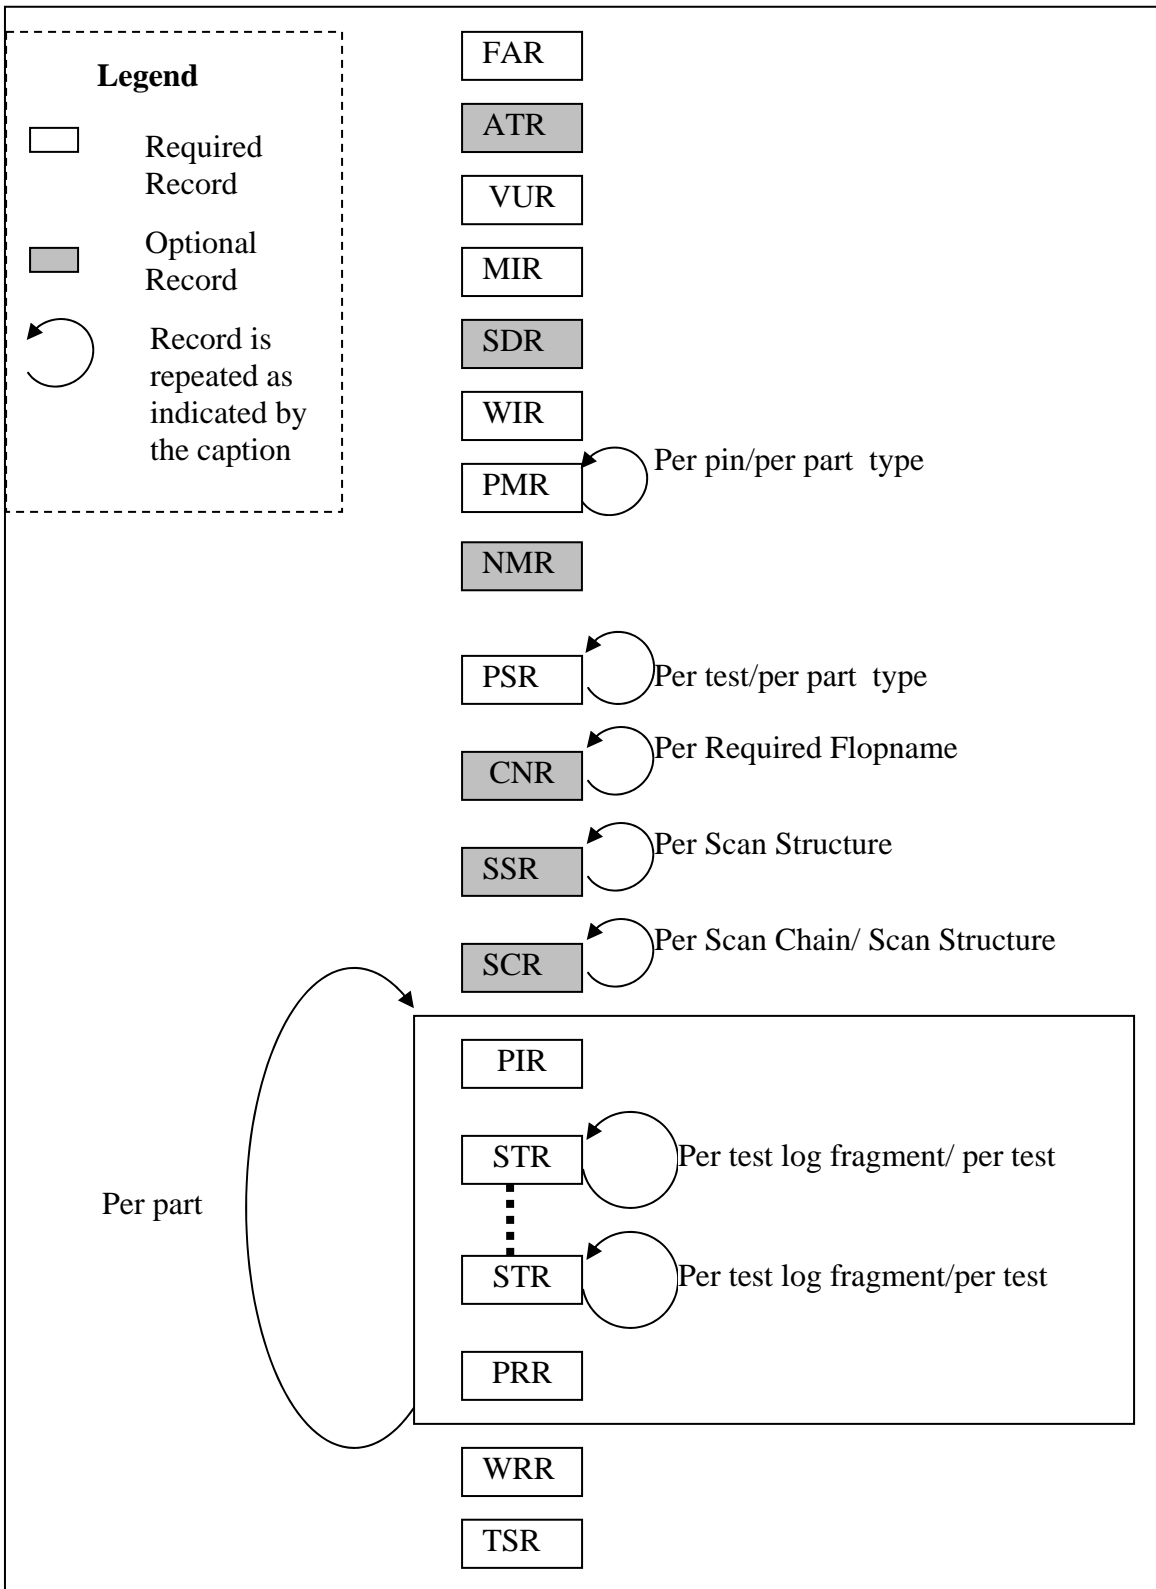 Legend
Required
Record
Optional
Record
Record is
repeated as
indicated by
the caption
FAR
ATR
VUR
MIR
SDR
WIR
PMR
Per pin/per part type
NMR
PSR
Per test/per part type
CNR
Per Required Flopname
SSR
Per Scan Structure
SCR
Per Scan Chain/ Scan Structure
Per part
PIR
STR
Per test log fragment/ per test
STR
Per test log fragment/per test
PRR
WRR
TSR